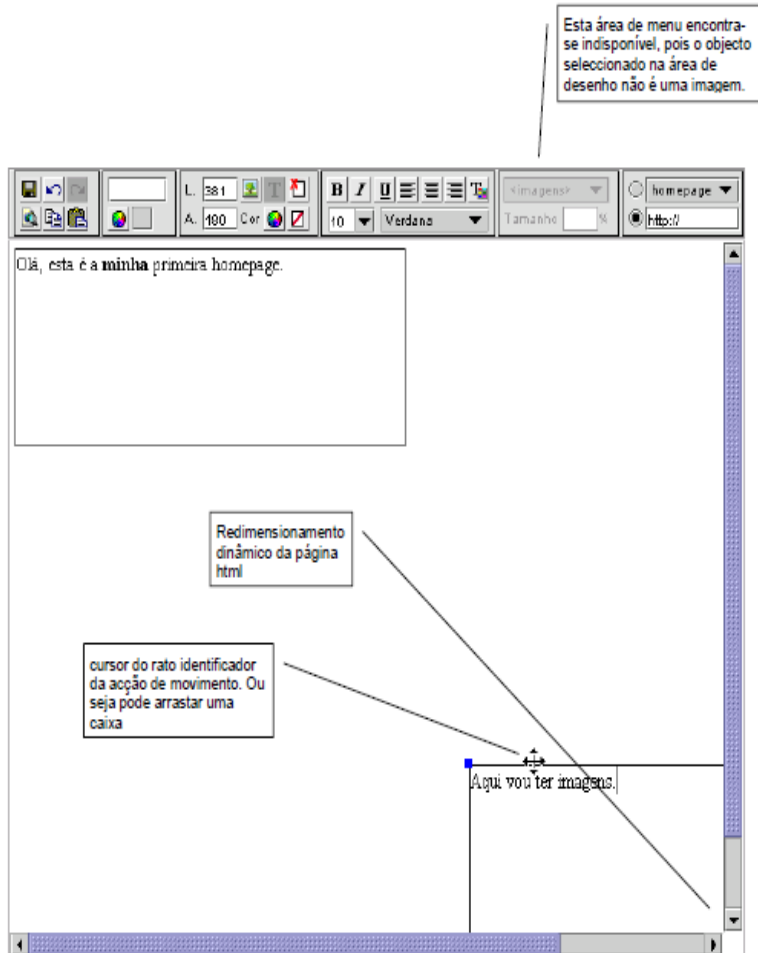 Esta área de menu encontra-
se indisponível, pois o objecto
seleccionado na área de
desenho não é uma imagem.
L. 381 T
B I U T
<imagens>
homepage
A. 190 Cor
10 Verdana
Tamanho %
http://
Olá, esta é a minha primeira homepage.
Redimensionamento
dinâmico da página
html
cursor do rato identificador
da acção de movimento. Ou
seja pode arrastar uma
caixa
Aqui vou ter imagens.